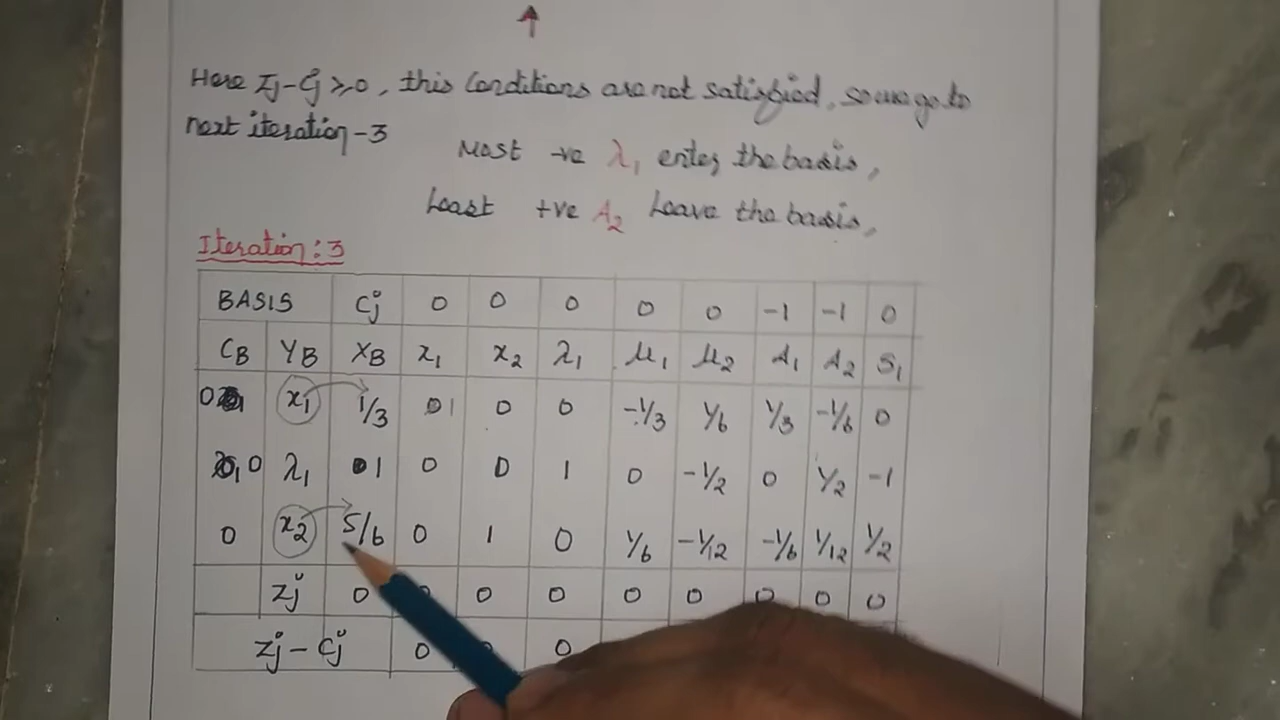 Here Zj-Cj ≥0, this Conditions are not satisfied, so we go to
next iteration-3
Most -ve λ1 enter the basis,
Least +ve A2 Leave the basis,
Iteration:3
BASIS Cj 0 0 0 0 0 -1 -1 0
CB YB XB x1 x2 λ1 μ1 μ2 A1 A2 S1
0 x1 1/3 1 0 0 -1/3 1/6 1/3 -1/6 0
0 λ1 1 0 0 1 0 -1/2 0 1/2 -1
0 x2 5/6 0 1 0 1/6 -1/12 -1/6 1/12 1/2
Zj 0 0 0 0 0 0 0 0
Zj-Cj 0 0